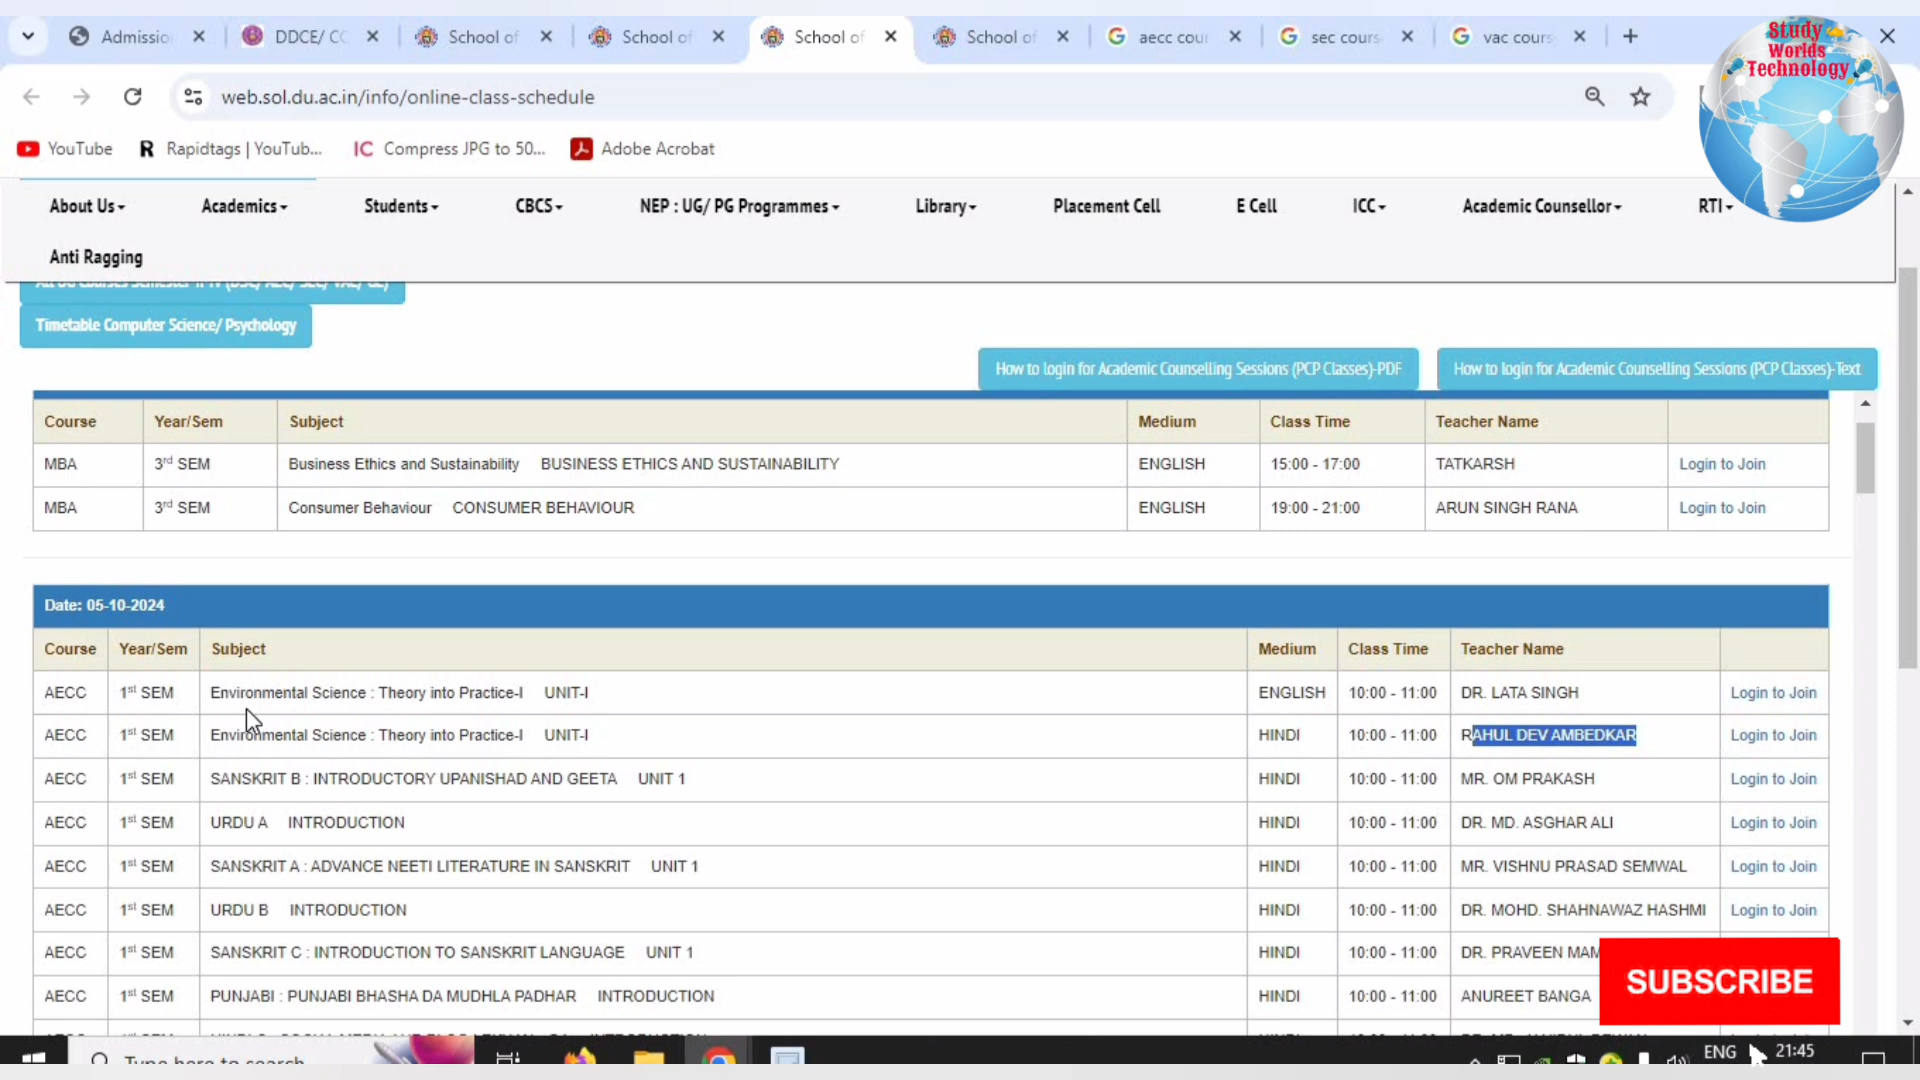 Admissio
DDCE/ CC
School of
School of
School of
School of
aecc cour
sec cours
vac cours
Study
Worlds
Technology
web.sol.du.ac.in/info/online-class-schedule
YouTube
Rapidtags | YouTub...
IC Compress JPG to 50...
Adobe Acrobat
About Us
Academics
Students
CBCS
NEP : UG/ PG Programmes
Library
Placement Cell
E Cell
ICC
Academic Counsellor
RTI
Anti Ragging
Timetable Computer Science/ Psychology
How to login for Academic Counselling Sessions (PCP Classes)-PDF
How to login for Academic Counselling Sessions (PCP Classes)-Text
Course Year/Sem Subject Medium Class Time Teacher Name
MBA 3rd SEM Business Ethics and Sustainability BUSINESS ETHICS AND SUSTAINABILITY ENGLISH 15:00 - 17:00 TATKARSH Login to Join
MBA 3rd SEM Consumer Behaviour CONSUMER BEHAVIOUR ENGLISH 19:00 - 21:00 ARUN SINGH RANA Login to Join
Date: 05-10-2024
Course Year/Sem Subject Medium Class Time Teacher Name
AECC 1st SEM Environmental Science : Theory into Practice-I UNIT-I ENGLISH 10:00 - 11:00 DR. LATA SINGH Login to Join
AECC 1st SEM Environmental Science : Theory into Practice-I UNIT-I HINDI 10:00 - 11:00 RAHUL DEV AMBEDKAR Login to Join
AECC 1st SEM SANSKRIT B : INTRODUCTORY UPANISHAD AND GEETA UNIT 1 HINDI 10:00 - 11:00 MR. OM PRAKASH Login to Join
AECC 1st SEM URDU A INTRODUCTION HINDI 10:00 - 11:00 DR. MD. ASGHAR ALI Login to Join
AECC 1st SEM SANSKRIT A : ADVANCE NEETI LITERATURE IN SANSKRIT UNIT 1 HINDI 10:00 - 11:00 MR. VISHNU PRASAD SEMWAL Login to Join
AECC 1st SEM URDU B INTRODUCTION HINDI 10:00 - 11:00 DR. MOHD. SHAHNAWAZ HASHMI Login to Join
AECC 1st SEM SANSKRIT C : INTRODUCTION TO SANSKRIT LANGUAGE UNIT 1 HINDI 10:00 - 11:00 DR. PRAVEEN MAM
AECC 1st SEM PUNJABI : PUNJABI BHASHA DA MUDHLA PADHAR INTRODUCTION HINDI 10:00 - 11:00 ANUREET BANGA
SUBSCRIBE
Type here to search
ENG
21:45